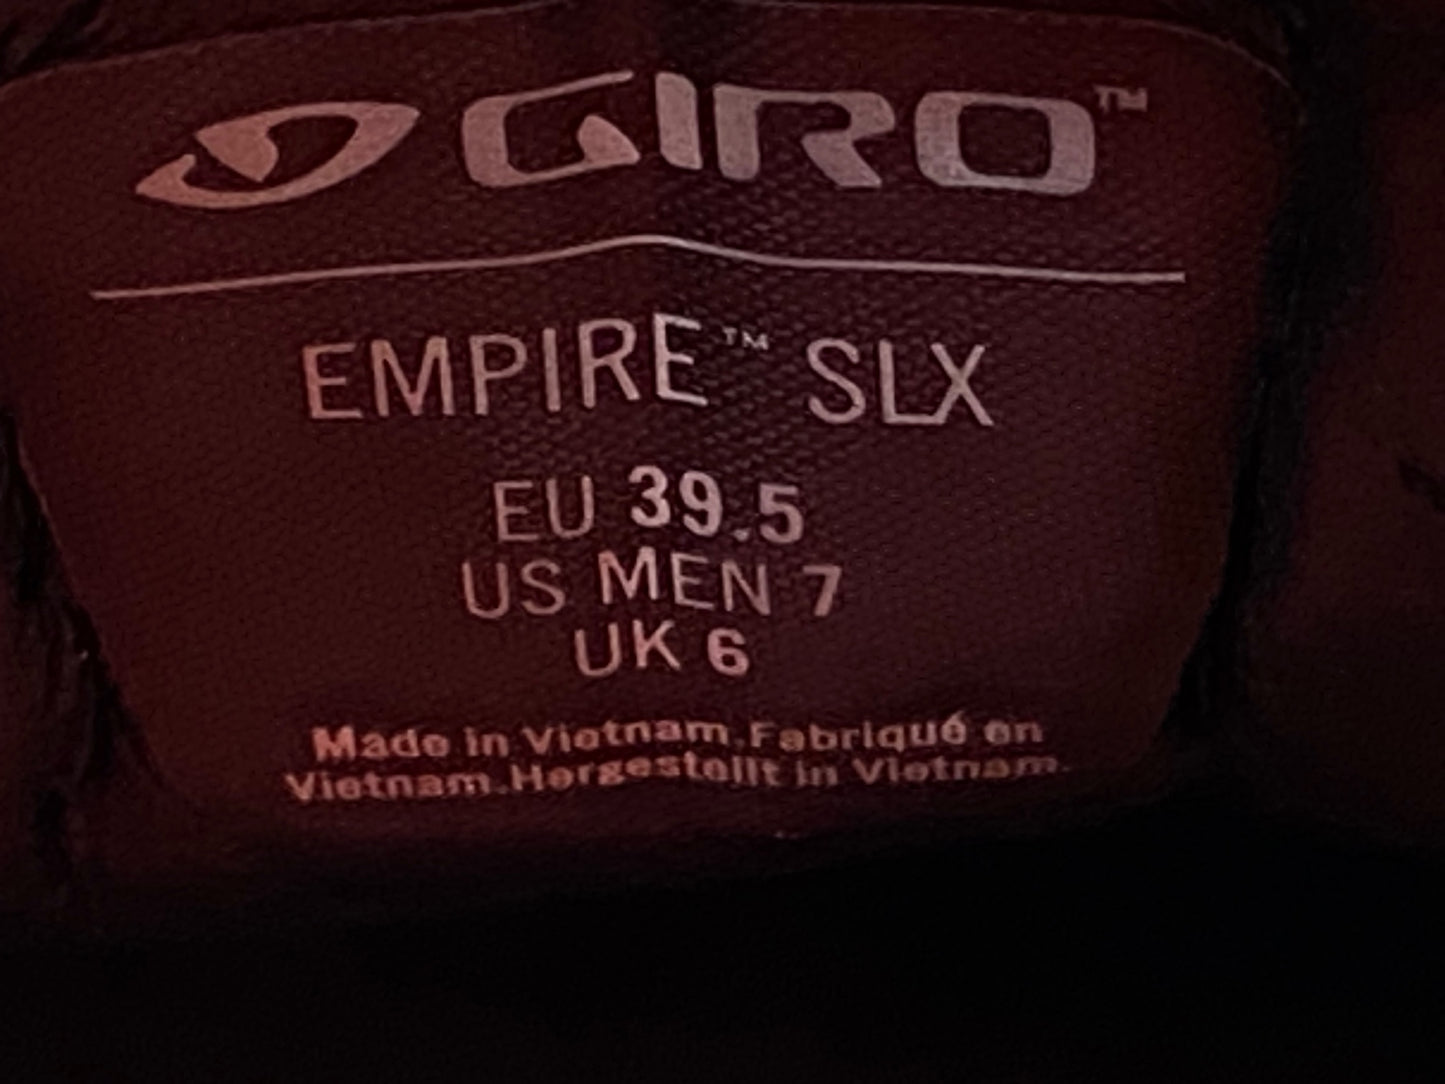 GIRO™
EMPIRE™ SLX
EU 39.5
US MEN 7
UK 6
Made in Vietnam.Fabriqué en
Vietnam.Hergestellt in Vietnam.